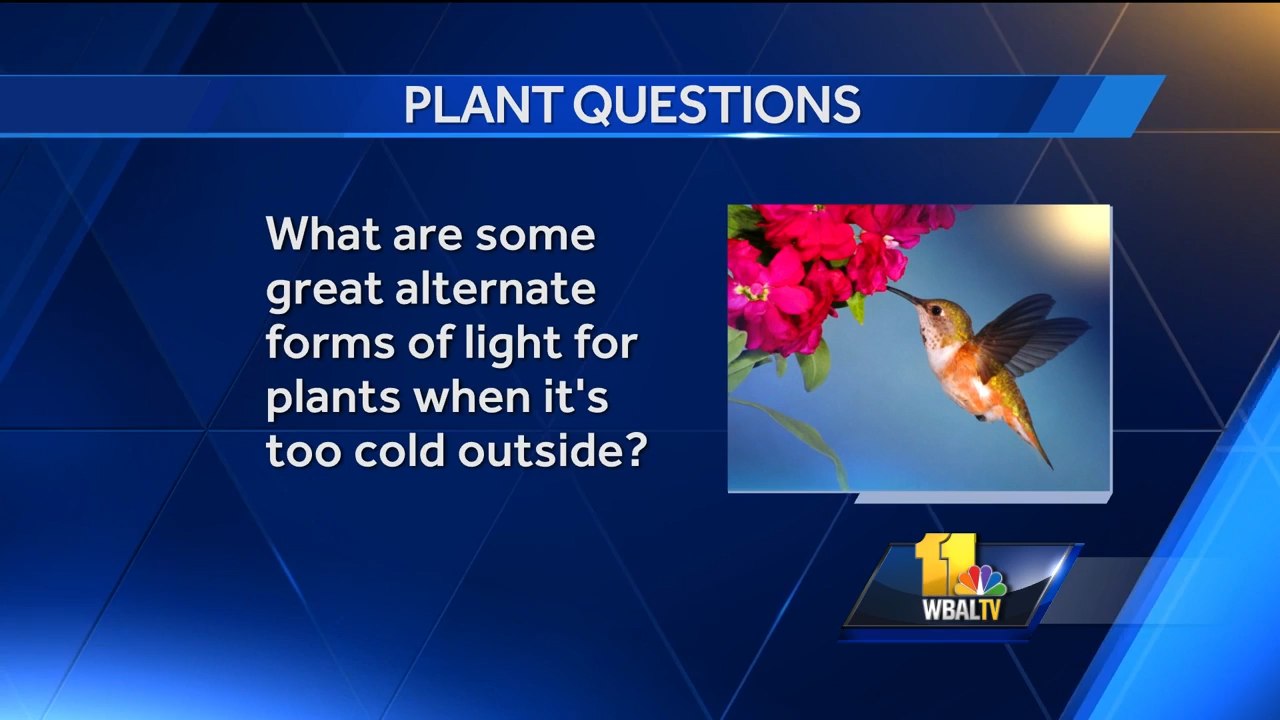 PLANT QUESTIONS
What are some
great alternate
forms of light for
plants when it's
too cold outside?
11
WBALTV